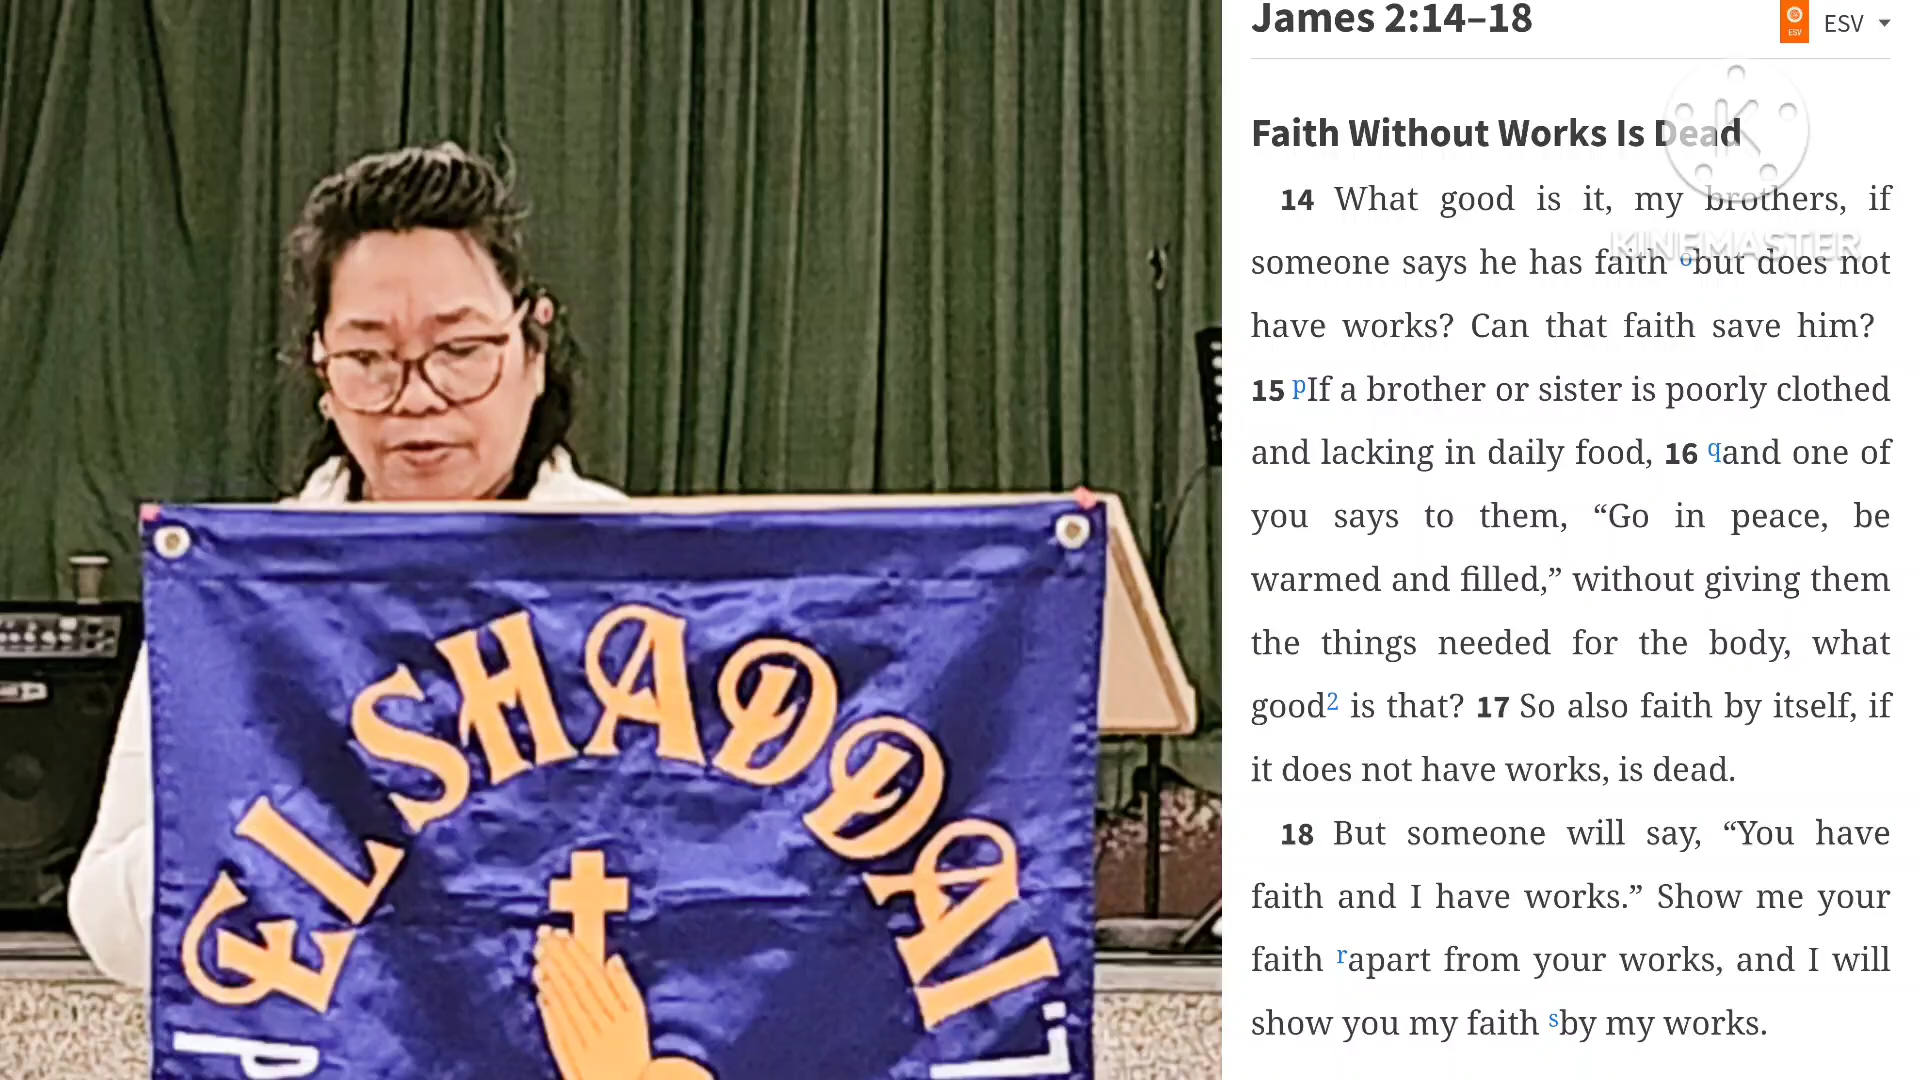 EL SHADDAI
James 2:14–18
ESV
ESV
Faith Without Works Is Dead
14 What good is it, my brothers, if
someone says he has faith obut does not
have works? Can that faith save him?
15 pIf a brother or sister is poorly clothed
and lacking in daily food, 16 qand one of
you says to them, “Go in peace, be
warmed and filled,” without giving them
the things needed for the body, what
good2 is that? 17 So also faith by itself, if
it does not have works, is dead.
18 But someone will say, “You have
faith and I have works.” Show me your
faith rapart from your works, and I will
show you my faith sby my works.
K
KINEMASTER